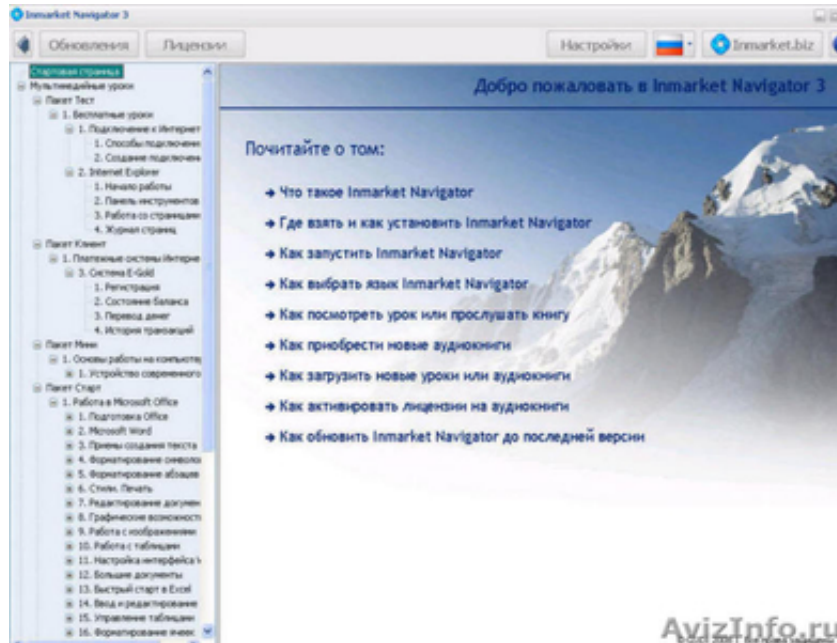 Inmarket Navigator 3
Обновления
Лицензии
Настройки
Inmarket.biz
Стартовая страница
Мультимедийные уроки
Пакет Тест
1. Бесплатные уроки
1. Подключение к Интернет
1. Способы подключени
2. Создание подключен
2. Internet Explorer
1. Начало работы
2. Панель инструментов
3. Работа со страницами
4. Журнал страниц
Пакет Клиент
1. Платежные системы Интерне
3. Система E-Gold
1. Регистрация
2. Состояние баланса
3. Перевод денег
4. История транзакций
Пакет Мини
1. Основы работы на компьютер
1. Устройство современного
Пакет Старт
1. Работа в Microsoft Office
1. Подготовка Office
2. Microsoft Word
3. Приемы создания текста
4. Форматирование символо
5. Форматирование абзацев
6. Стили. Печать
7. Редактирование докумен
8. Графические возможност
9. Работа с изображениями
10. Работа с таблицами
11. Настройка интерфейса
12. Большие документы
13. Быстрый старт в Excel
14. Ввод и редактирование
15. Управление таблицами
16. Форматирование ячеек
Добро пожаловать в Inmarket Navigator 3
Почитайте о том:
Что такое Inmarket Navigator
Где взять и как установить Inmarket Navigator
Как запустить Inmarket Navigator
Как выбрать язык Inmarket Navigator
Как посмотреть урок или прослушать книгу
Как приобрести новые аудиокниги
Как загрузить новые уроки или аудиокниги
Как активировать лицензии на аудиокниги
Как обновить Inmarket Navigator до последней версии
AvizInfo.ru